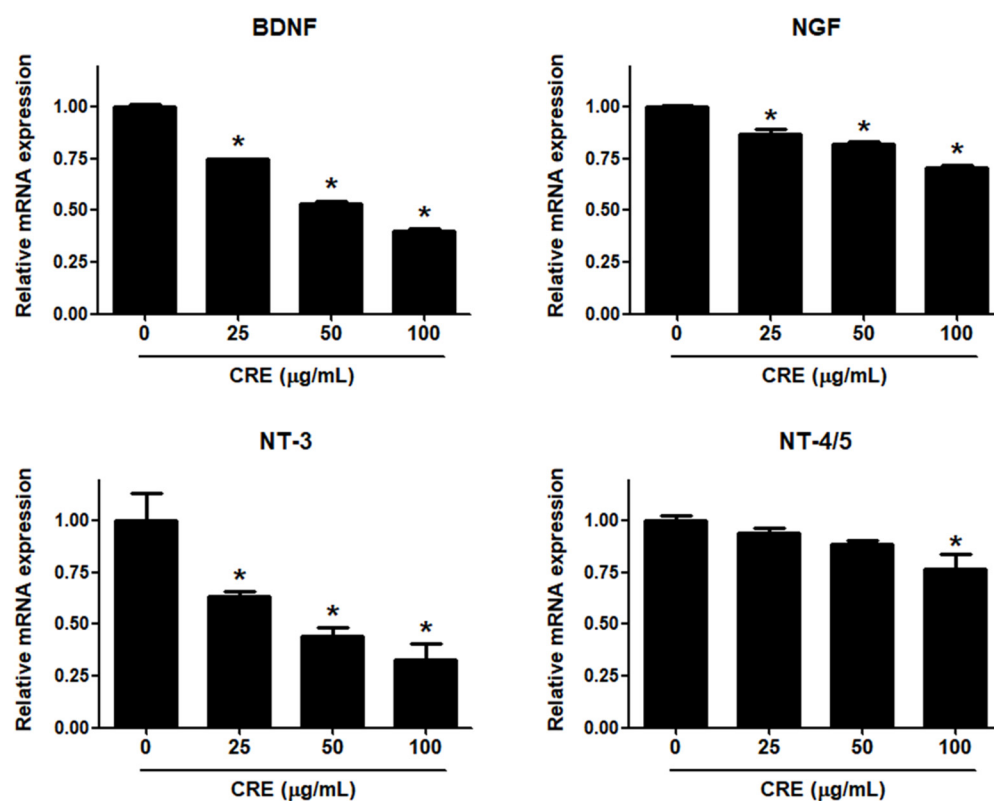 BDNF
Relative mRNA expression
1.00
0.75
0.50
0.25
0.00
*
*
*
0 25 50 100
CRE (μg/mL)
NGF
Relative mRNA expression
1.00
0.75
0.50
0.25
0.00
*
*
*
0 25 50 100
CRE (μg/mL)
NT-3
Relative mRNA expression
1.00
0.75
0.50
0.25
0.00
*
*
*
0 25 50 100
CRE (μg/mL)
NT-4/5
Relative mRNA expression
1.00
0.75
0.50
0.25
0.00
*
0 25 50 100
CRE (μg/mL)